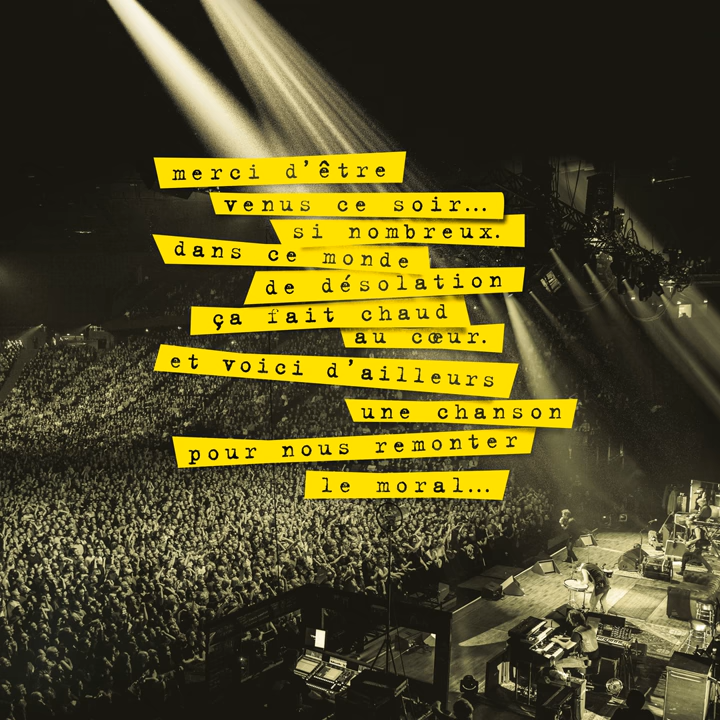 merci d'être
venus ce soir...
si nombreux.
dans ce monde
de désolation
ça fait chaud
au cœur.
et voici d'ailleurs
une chanson
pour nous remonter
le moral...